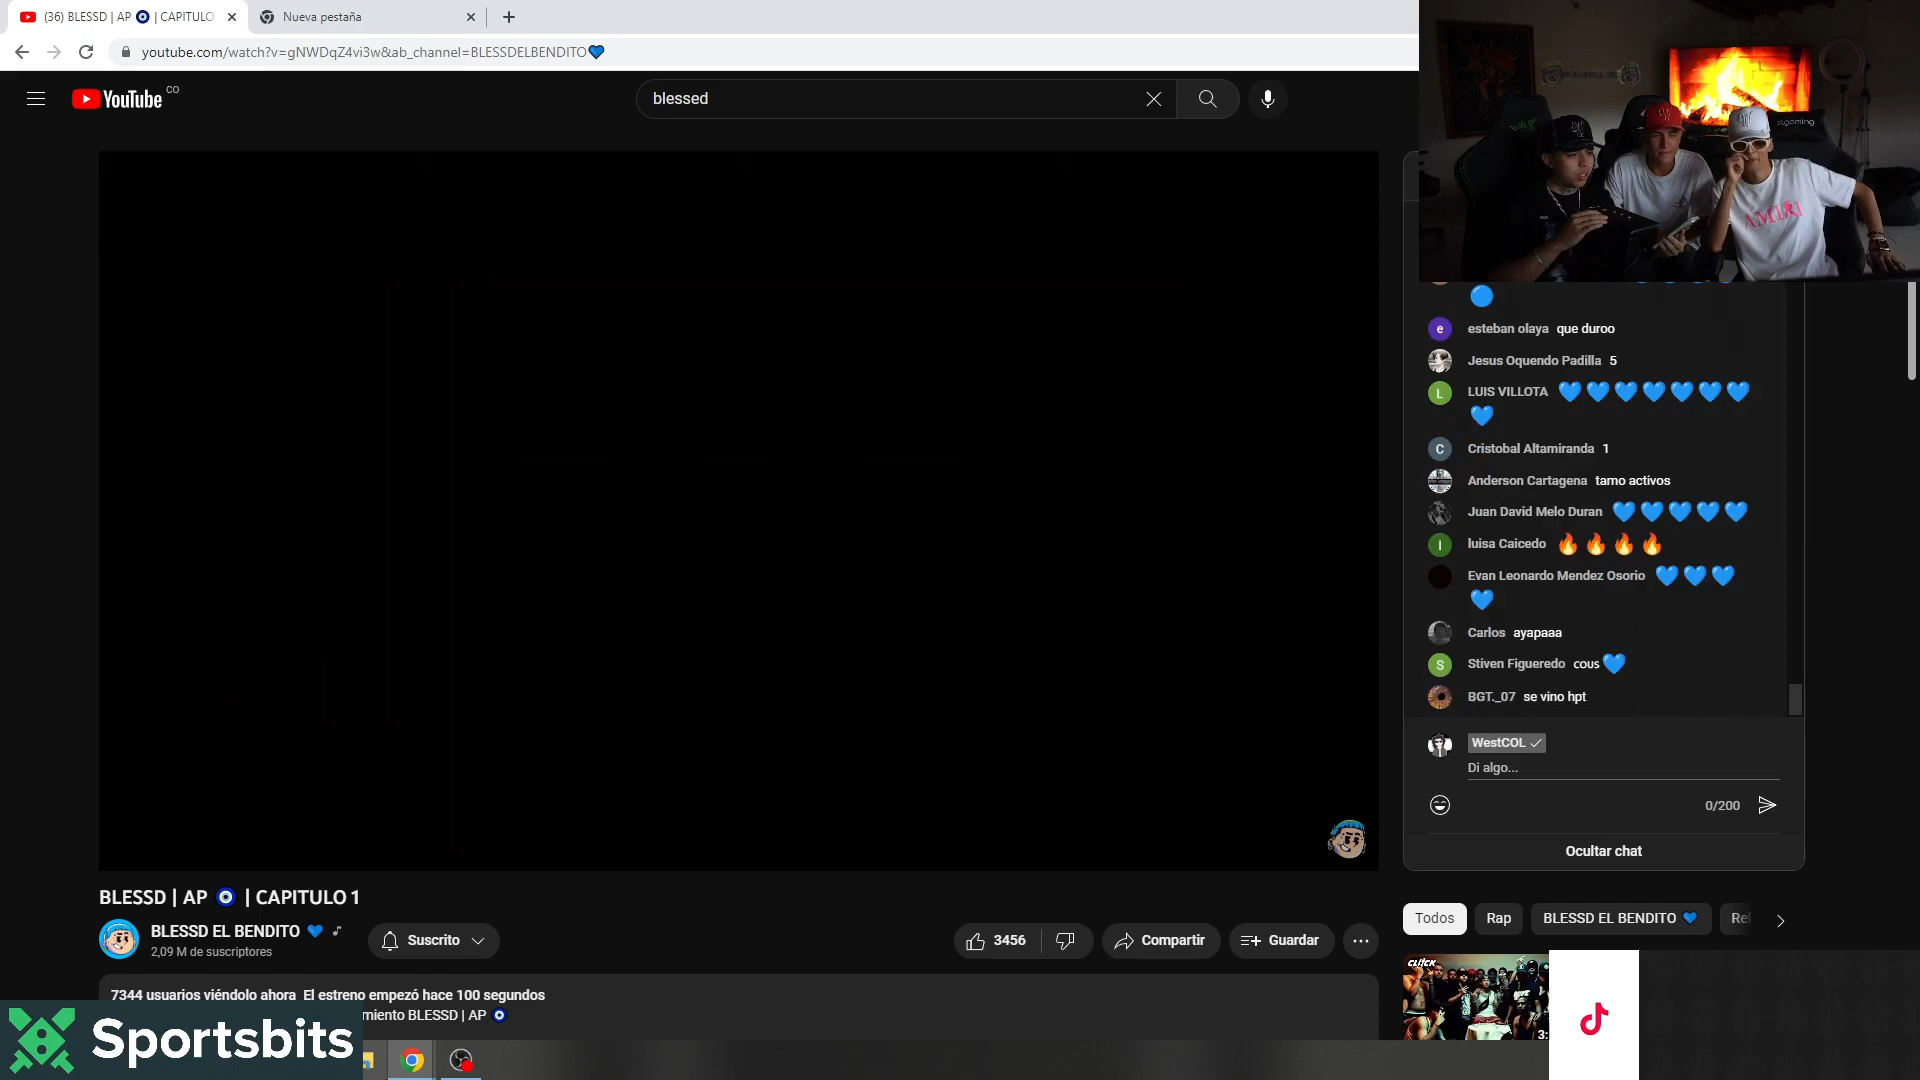 (36) BLESSD | AP 🧿 | CAPITULO
Nueva pestaña
youtube.com/watch?v=gNWDqZ4vi3w&ab_channel=BLESSDELBENDITO💙
YouTube CO
blessed
AMIRI
esteban olaya que duroo
Jesus Oquendo Padilla 5
LUIS VILLOTA 💙💙💙💙💙💙💙
💙
Cristobal Altamiranda 1
Anderson Cartagena tamo activos
Juan David Melo Duran 💙💙💙💙💙
luisa Caicedo 🔥🔥🔥🔥
Evan Leonardo Mendez Osorio 💙💙💙
💙
Carlos ayapaaa
Stiven Figueredo cous💙
BGT._07 se vino hpt
WestCOL
Di algo...
0/200
Ocultar chat
BLESSD | AP 🧿 | CAPITULO 1
BLESSD EL BENDITO 💙
2,09 M de suscriptores
Suscrito
3456
Compartir
Guardar
Todos
Rap
BLESSD EL BENDITO 💙
Rel
7344 usuarios viéndolo ahora El estreno empezó hace 100 segundos
miento BLESSD | AP 🧿
CLICK
3:
Sportsbits